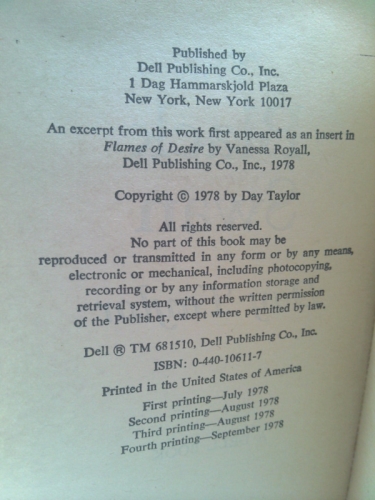 Published by
Dell Publishing Co., Inc.
1 Dag Hammarskjold Plaza
New York, New York 10017
An excerpt from this work first appeared as an insert in
Flames of Desire by Vanessa Royall,
Dell Publishing Co., Inc., 1978
Copyright © 1978 by Day Taylor
All rights reserved.
No part of this book may be
reproduced or transmitted in any form or by any means,
electronic or mechanical, including photocopying,
recording or by any information storage and
retrieval system, without the written permission
of the Publisher, except where permitted by law.
Dell ® TM 681510, Dell Publishing Co., Inc.
ISBN: 0-440-10611-7
Printed in the United States of America
First printing—July 1978
Second printing—August 1978
Third printing—August 1978
Fourth printing—September 1978